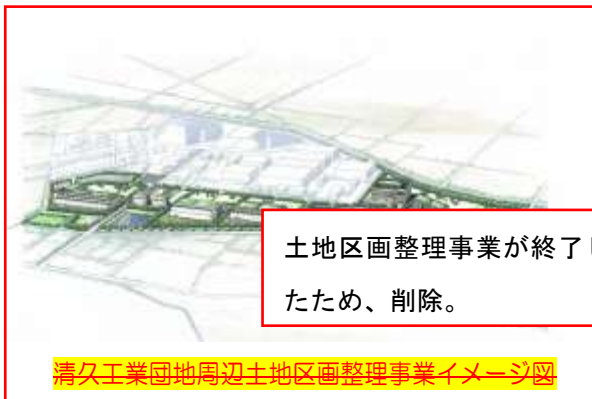 土地区画整理事業が終了し
たため、削除。
清久工業団地周辺土地区画整理事業イメージ図